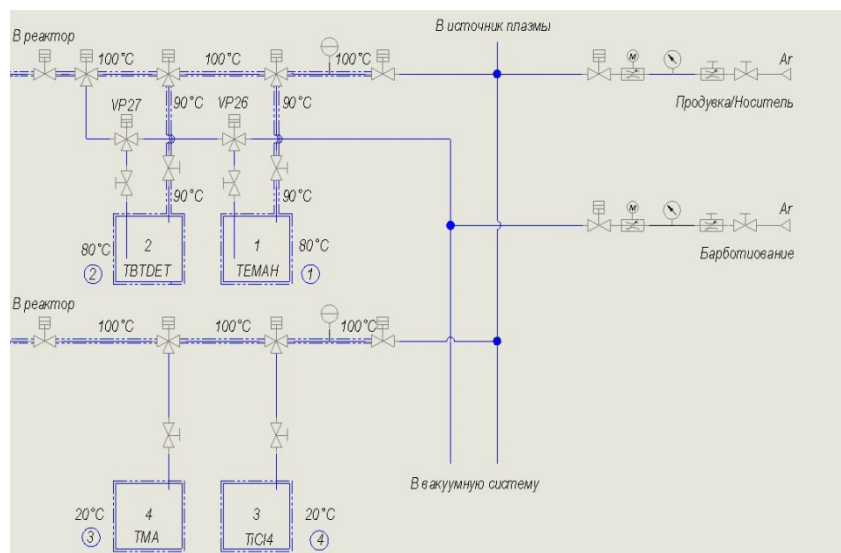 В источник плазмы
В реактор
100°C
100°C
100°C
M
Ar
Продувка/Носитель
90°C
90°C
VP27
VP26
90°C
90°C
M
Ar
Барботиование
80°C
2
TBTDET
1
TEMAH
80°C
2
1
В реактор
100°C
100°C
100°C
В вакуумную систему
20°C
4
TMA
3
TiCl4
20°C
3
4